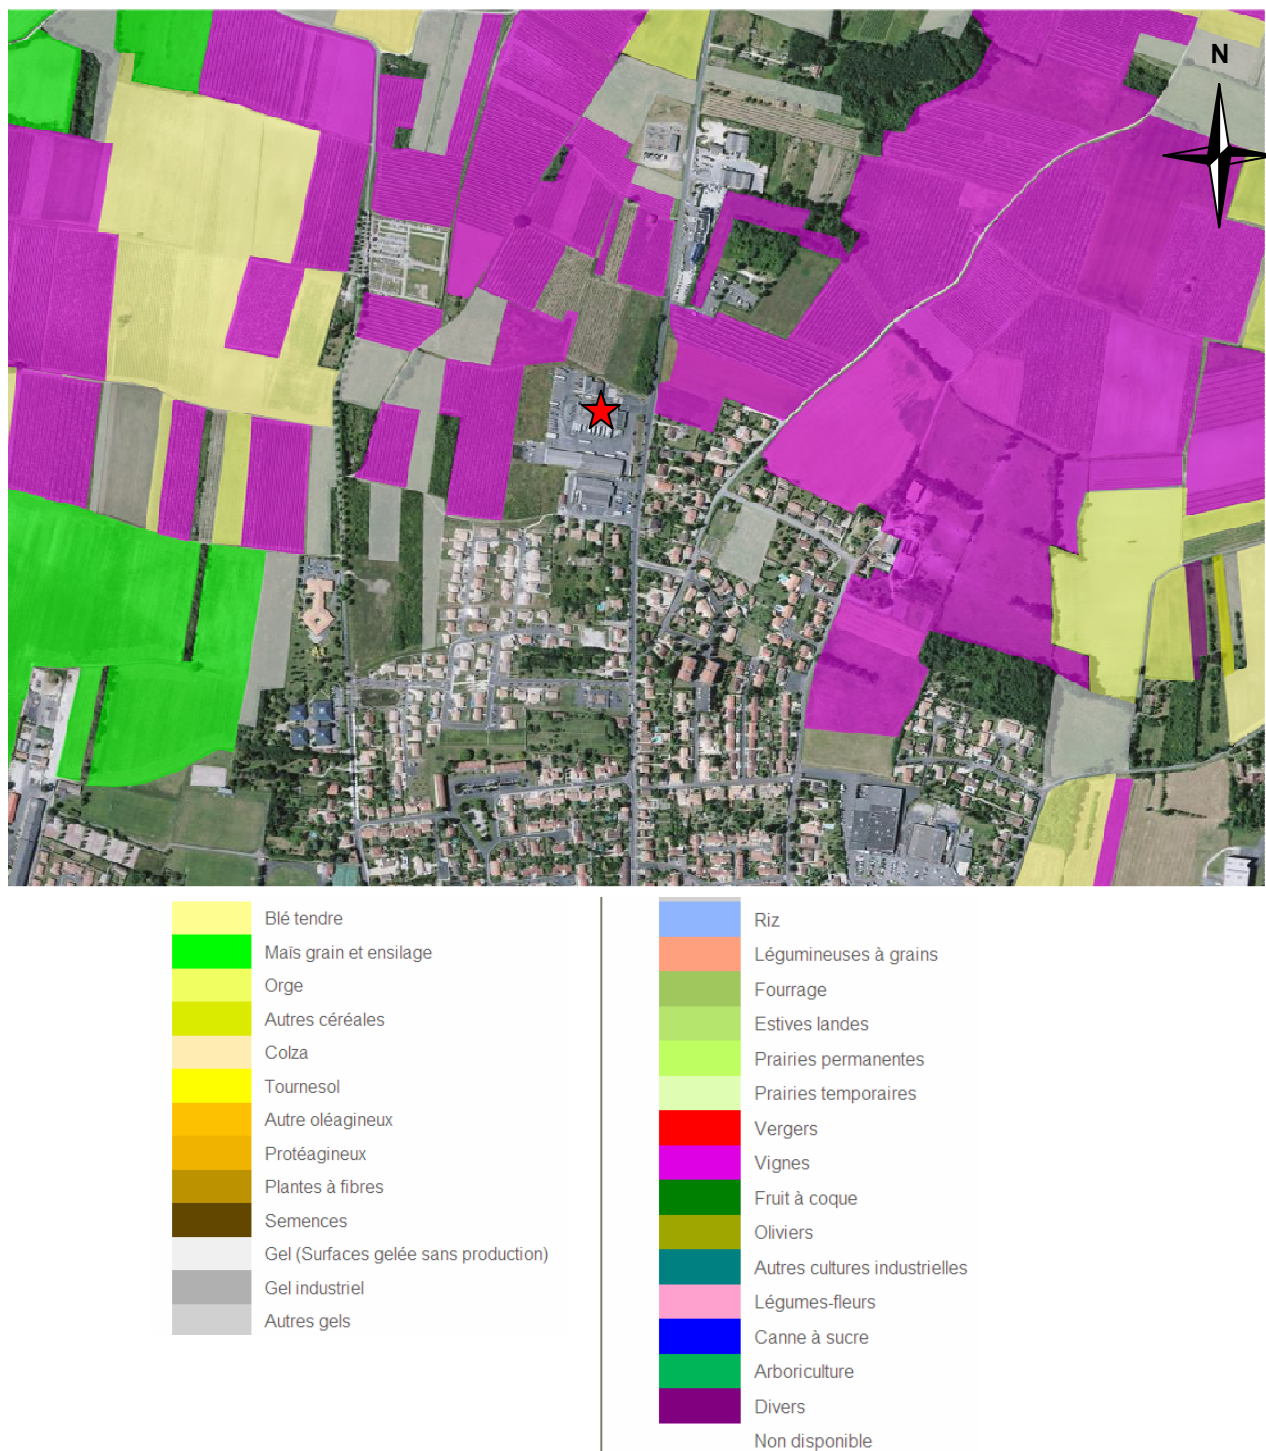 N
Blé tendre
Maïs grain et ensilage
Orge
Autres céréales
Colza
Tournesol
Autre oléagineux
Protéagineux
Plantes à fibres
Semences
Gel (Surfaces gelée sans production)
Gel industriel
Autres gels
Riz
Légumineuses à grains
Fourrage
Estives landes
Prairies permanentes
Prairies temporaires
Vergers
Vignes
Fruit à coque
Oliviers
Autres cultures industrielles
Légumes-fleurs
Canne à sucre
Arboriculture
Divers
Non disponible